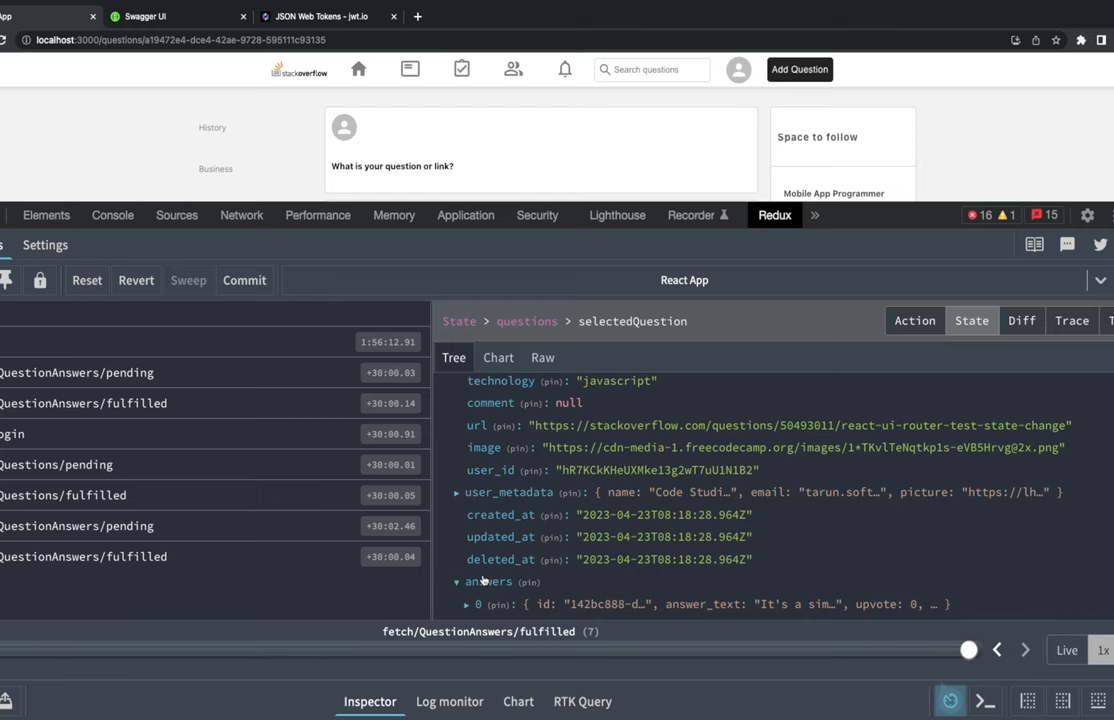 App
Swagger UI
JSON Web Tokens - jwt.io
localhost:3000/questions/a19472e4-dce4-42ae-9728-595111c93135
stackoverflow
Search questions
Add Question
History
Business
What is your question or link?
Space to follow
Mobile App Programmer
Elements Console Sources Network Performance Memory Application Security Lighthouse Recorder Redux » 16 1 15
s Settings
Reset Revert Sweep Commit React App
1:56:12.91
QuestionAnswers/pending +30:00.03
QuestionAnswers/fulfilled +30:00.14
ogin +30:00.91
Questions/pending +30:00.01
Questions/fulfilled +30:00.05
QuestionAnswers/pending +30:02.46
QuestionAnswers/fulfilled +30:00.04
State > questions > selectedQuestion
Action State Diff Trace T
Tree Chart Raw
technology (pin): "javascript"
comment (pin): null
url (pin): "https://stackoverflow.com/questions/50493011/react-ui-router-test-state-change"
image (pin): "https://cdn-media-1.freecodecamp.org/images/1*TKvlTeNqtkp1s-eVB5Hrvg@2x.png"
user_id (pin): "hR7KCkKHeUXMke13g2wT7uU1N1B2"
user_metadata (pin): { name: "Code Studi…", email: "tarun.soft…", picture: "https://lh…" }
created_at (pin): "2023-04-23T08:18:28.964Z"
updated_at (pin): "2023-04-23T08:18:28.964Z"
deleted_at (pin): "2023-04-23T08:18:28.964Z"
answers (pin)
0 (pin): { id: "142bc888-d…", answer_text: "It's a sim…", upvote: 0, … }
fetch/QuestionAnswers/fulfilled (7)
Live 1x
Inspector Log monitor Chart RTK Query